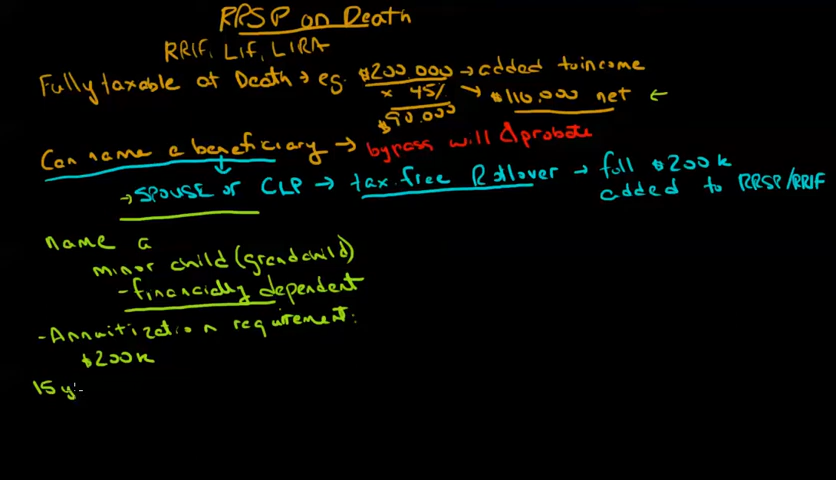 RRSP on Death
RRIF, LIF, LIRA
Fully taxable at Death → eg. $200.000 → added to income
x 45% → $110.000 net ←
$90.000
Can name a beneficiary → bypass will & probate
→ SPOUSE or CLP → tax.free Rollover → full $200k
added to RRSP/RRIF
name a
minor child (grandchild)
- financially dependent
- Annuitization requirement:
$200k
15 y